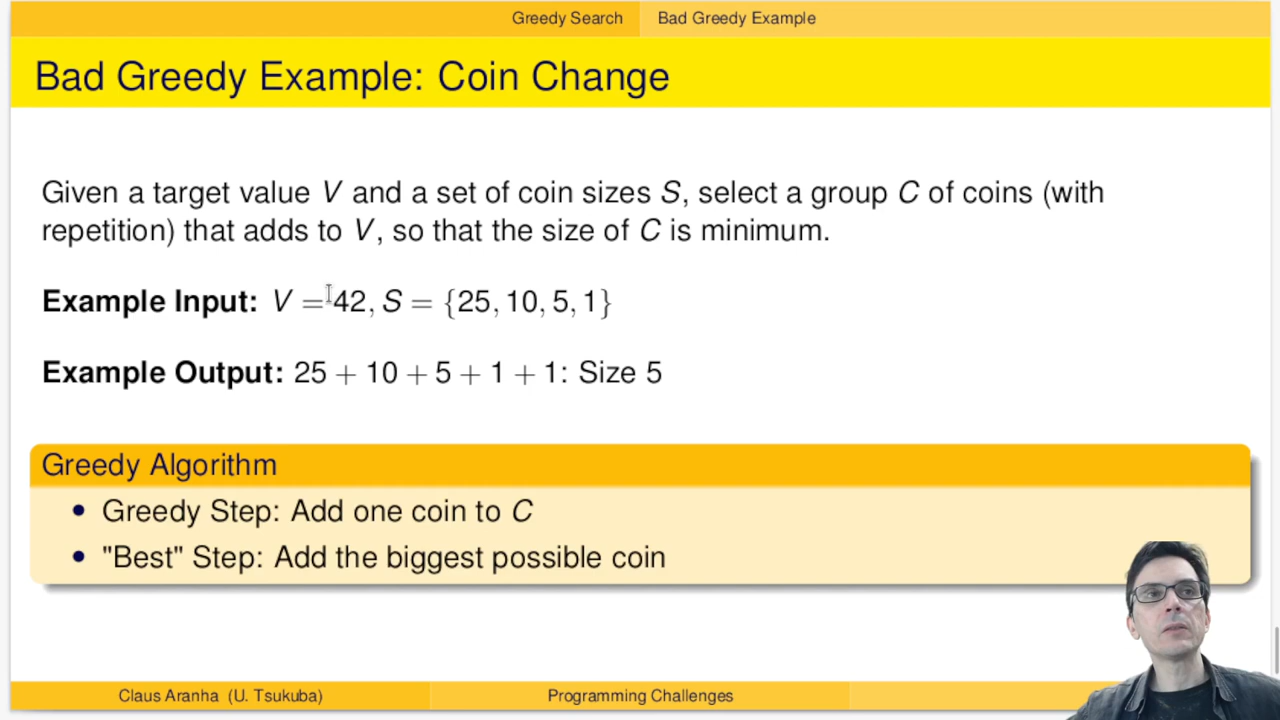 Greedy Search Bad Greedy Example
Bad Greedy Example: Coin Change
Given a target value V and a set of coin sizes S, select a group C of coins (with
repetition) that adds to V, so that the size of C is minimum.
Example Input: V = 42, S = {25, 10, 5, 1}
Example Output: 25 + 10 + 5 + 1 + 1: Size 5
Greedy Algorithm
• Greedy Step: Add one coin to C
• "Best" Step: Add the biggest possible coin
Claus Aranha (U. Tsukuba) Programming Challenges